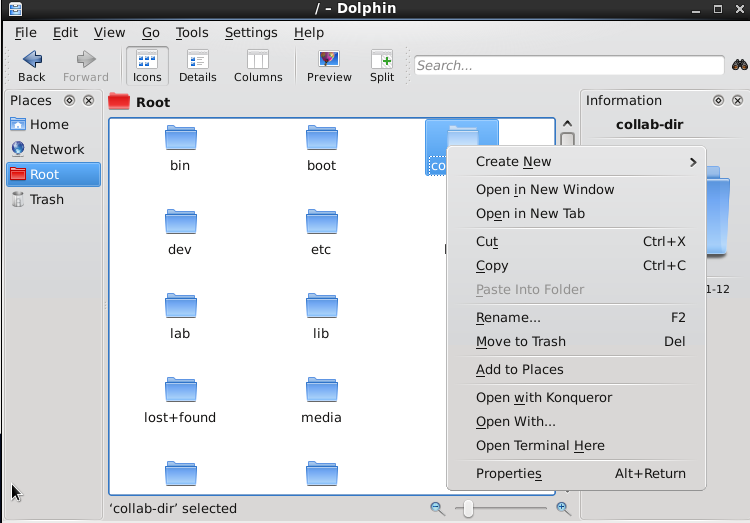 / – Dolphin
File Edit View Go Tools Settings Help
Back Forward Icons Details Columns Preview Split Search...
Places
Root
Information
Home
Network
Root
Trash
bin boot
dev etc
lab lib
lost+found media
collab-dir
Create New
Open in New Window
Open in New Tab
Cut Ctrl+X
Copy Ctrl+C
Paste Into Folder
Rename... F2
Move to Trash Del
Add to Places
Open with Konqueror
Open With...
Open Terminal Here
Properties Alt+Return
1-12
‘collab-dir’ selected